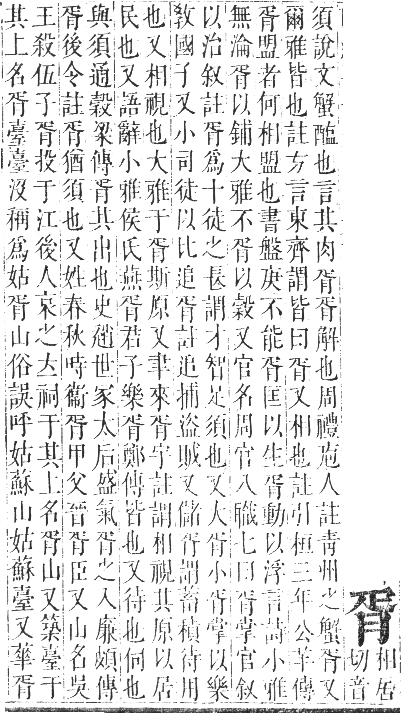 胥
相居
切音
須說文蟹醢也言其肉胥胥解也周禮庖人註靑州之蟹胥又
爾雅皆也註方言東齊謂皆曰胥又相也註引桓三年公羊傳
胥盟者何相盟也書盤庚不能胥匡以生胥動以浮言詩小雅
無淪胥以鋪大雅不胥以穀又官名周官八職七曰胥掌官敘
以治敘註胥爲十徒之長謂才智足須也又大胥小胥掌以樂
敎國子又小司徒以比追胥註追捕盜賊又儲胥謂蓄積待用
也又相視也大雅于胥斯原又聿來胥宇註謂相視其原以居
民也又語辭小雅侯氏燕胥君子樂胥鄭傳皆也又待也伺也
與須通穀梁傳胥其出也史趙世家太后盛氣胥之入廉頗傳
胥後令註胥猶須也又姓春秋時衞胥甲父晉胥臣又山名吳
王殺伍子胥投于江後人哀之立祠于其上名胥山又築臺于
其上名胥臺臺沒稱爲姑胥山俗誤呼姑蘇山姑蘇臺又華胥